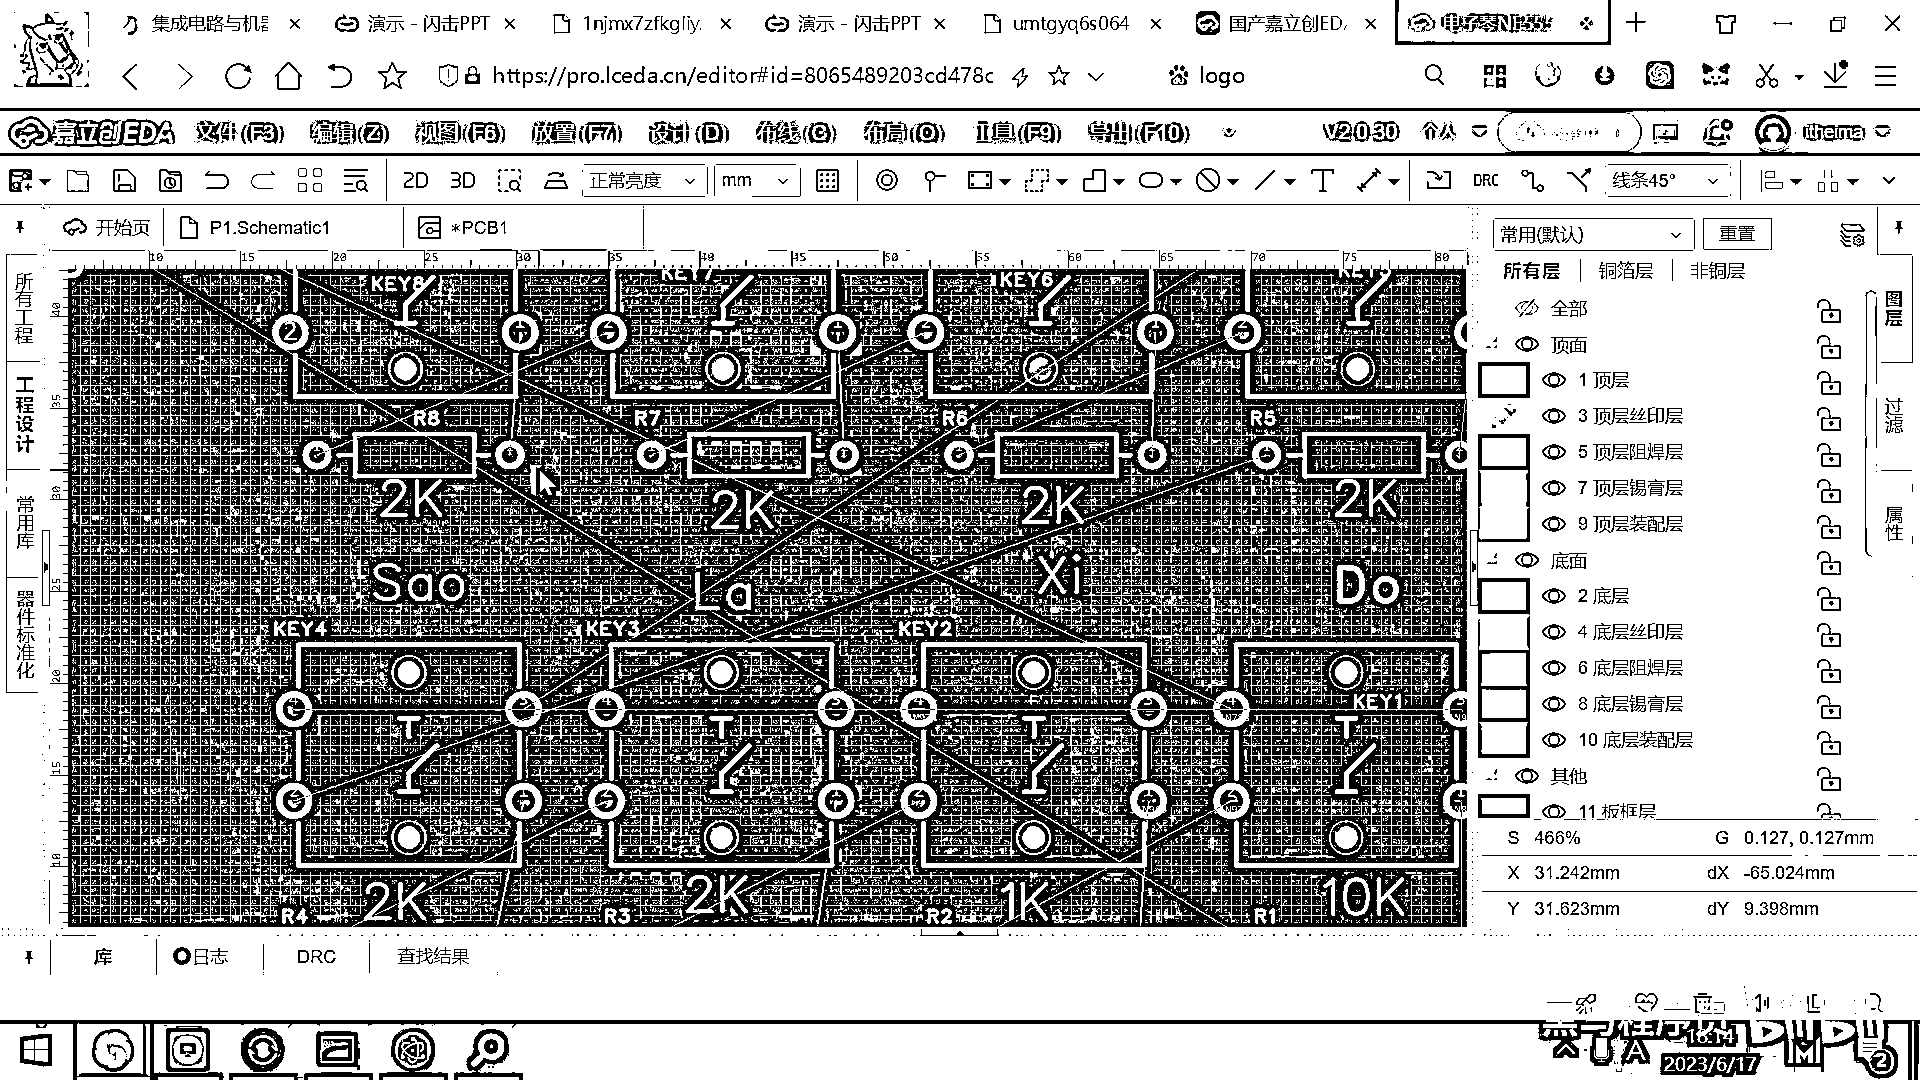 集成电路与机 演示 - 闪击PPT 1njmx7zfkgliy. 演示 - 闪击PPT umtgyq6s064 国产嘉立创ED
https://pro.lceda.cn/editor#id=8065489203cd478c logo
嘉立创EDA 文件(F3) 编辑(Z) 视图(F6) 放置(F7) 设计(D) 布线(G) 布局(O) 工具(F9) 导出(F10) V2.0.30 个人 itheima
2D 3D 正常亮度 mm DRC 线条45°
开始页 P1.Schematic1 *PCB1
10 15 20 25 30 35 40 45 50 55 60 65 70 75 80
所有工程
工程设计
常用库
器件标准化
40
35
30
25
20
15
10
KEY8 KEY7 KEY6 KEY5
R8 R7 R6 R5
2K 2K 2K 2K
Sao La Xi Do
KEY4 KEY3 KEY2 KEY1
2K 2K 1K 10K
R4 R3 R2 R1
常用(默认) 重置
所有层 铜箔层 非铜层
全部
顶面
1 顶层
3 顶层丝印层
5 顶层阻焊层
7 顶层锡膏层
9 顶层装配层
底面
2 底层
4 底层丝印层
6 底层阻焊层
8 底层锡膏层
10 底层装配层
其他
11 板框层
图层
过滤
属性
S 466% G 0.127, 0.127mm
X 31.242mm dX -65.024mm
Y 31.623mm dY 9.398mm
库 日志 DRC 查找结果
16:14
2023/6/17